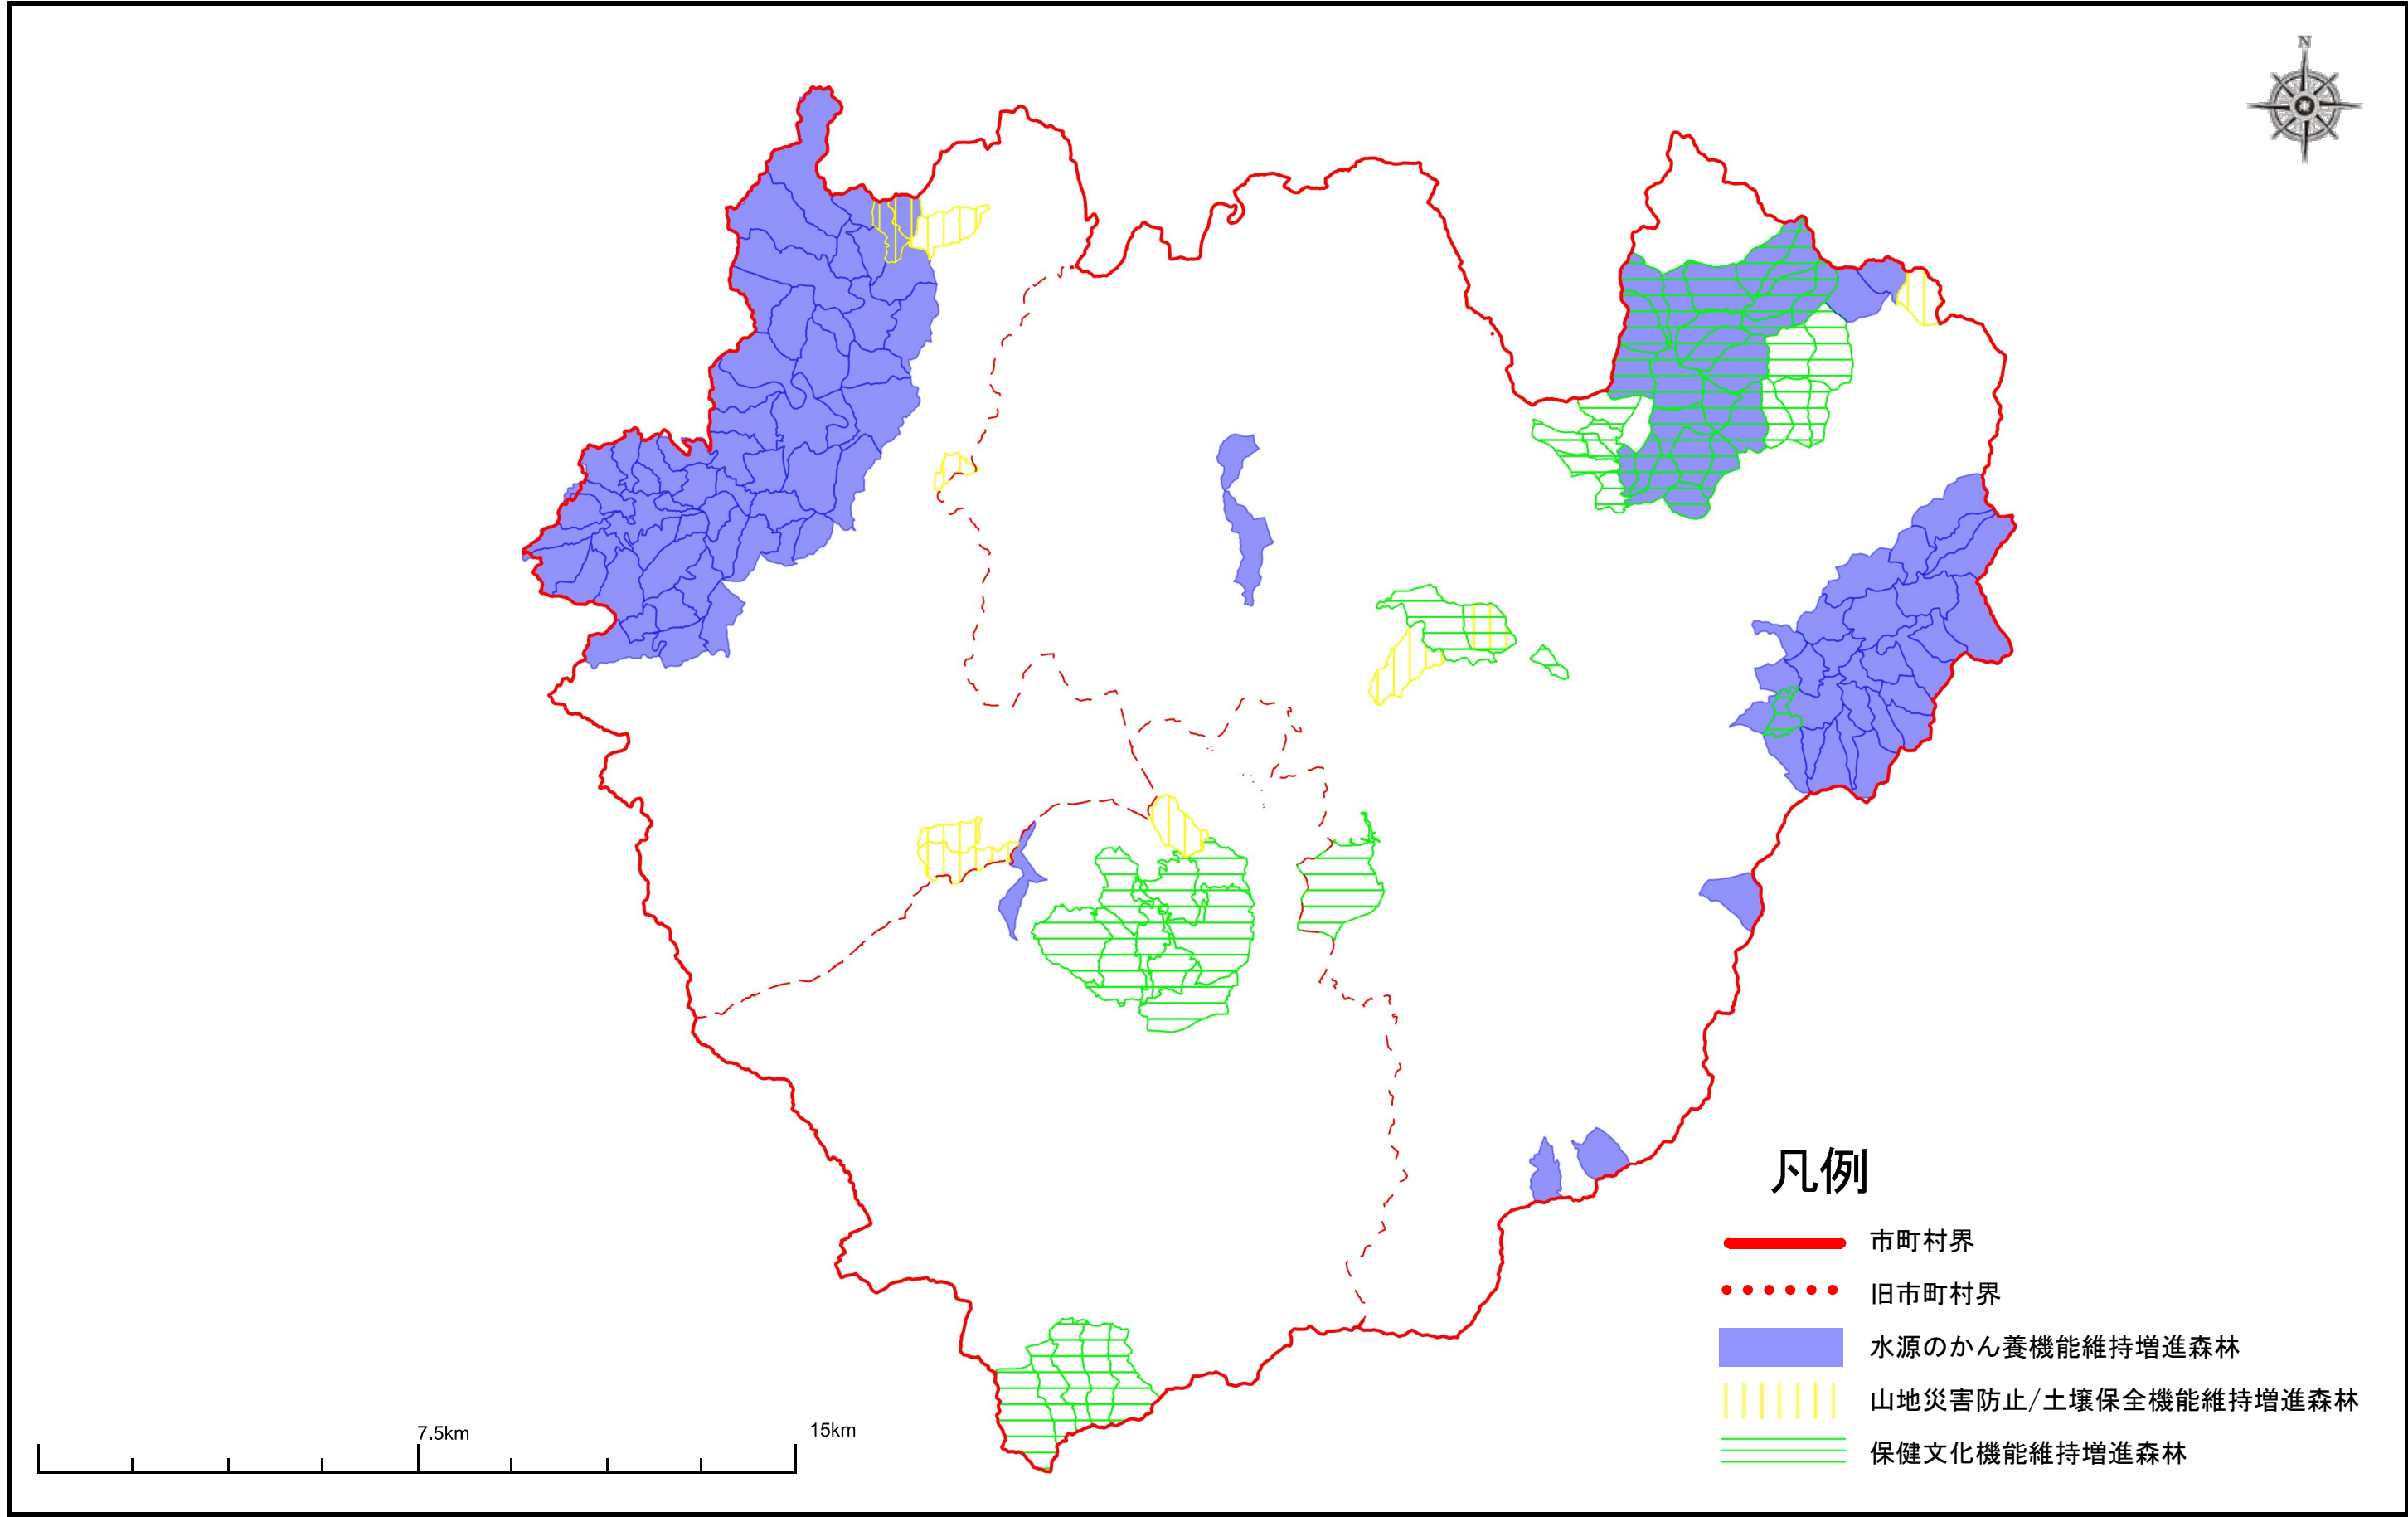 N
凡例
市町村界
旧市町村界
水源のかん養機能維持増進森林
山地災害防止/土壌保全機能維持増進森林
保健文化機能維持増進森林
7.5km
15km